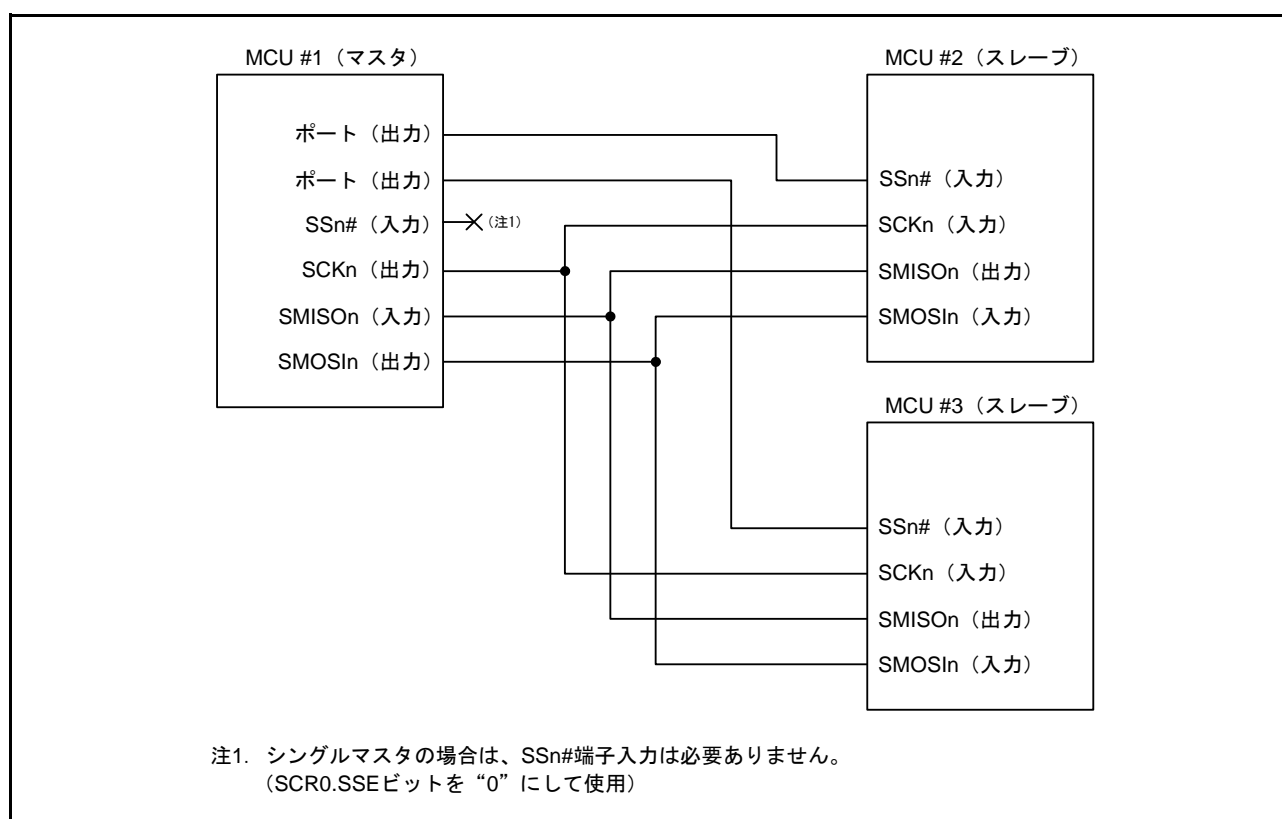 MCU #1（マスタ）
ポート（出力）
ポート（出力）
SSn#（入力）
（注1）
SCKn（出力）
SMISOn（入力）
SMOSIn（出力）
MCU #2（スレーブ）
SSn#（入力）
SCKn（入力）
SMISOn（出力）
SMOSIn（入力）
MCU #3（スレーブ）
SSn#（入力）
SCKn（入力）
SMISOn（出力）
SMOSIn（入力）
注1. シングルマスタの場合は、SSn#端子入力は必要ありません。
（SCR0.SSEビットを“0”にして使用）